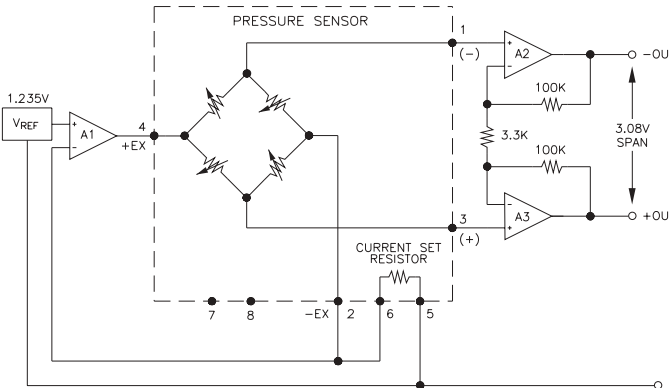 PRESSURE SENSOR
1
(-)
+
A2
-
-OU
100K
1.235V
VREF
+
A1
-
4
+EX
3.3K
3.08V
SPAN
100K
-
A3
+
+OU
3
(+)
CURRENT SET
RESISTOR
7
8
-EX
2
6
5